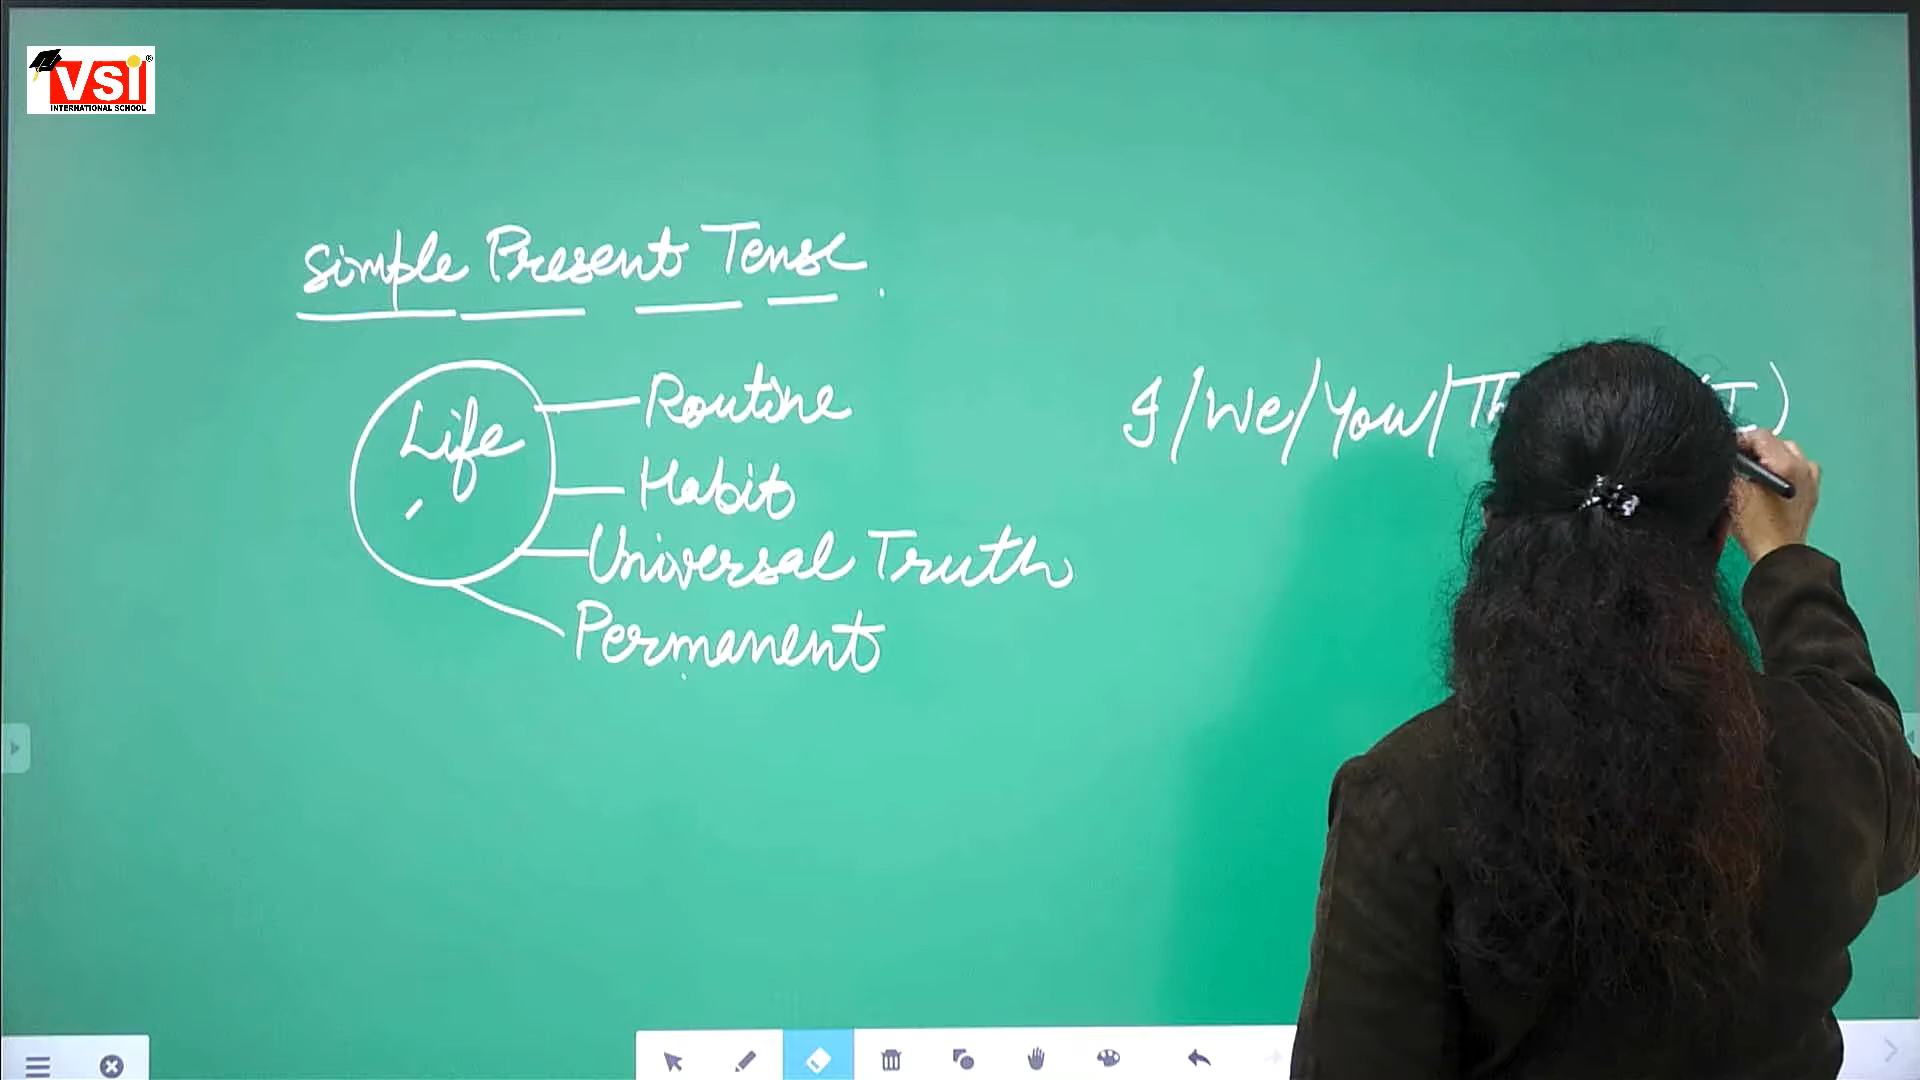 VSI
INTERNATIONAL SCHOOL
Simple Present Tense
Life
Routine
Habit
Universal Truth
Permanent
I/We/You/Th (I)